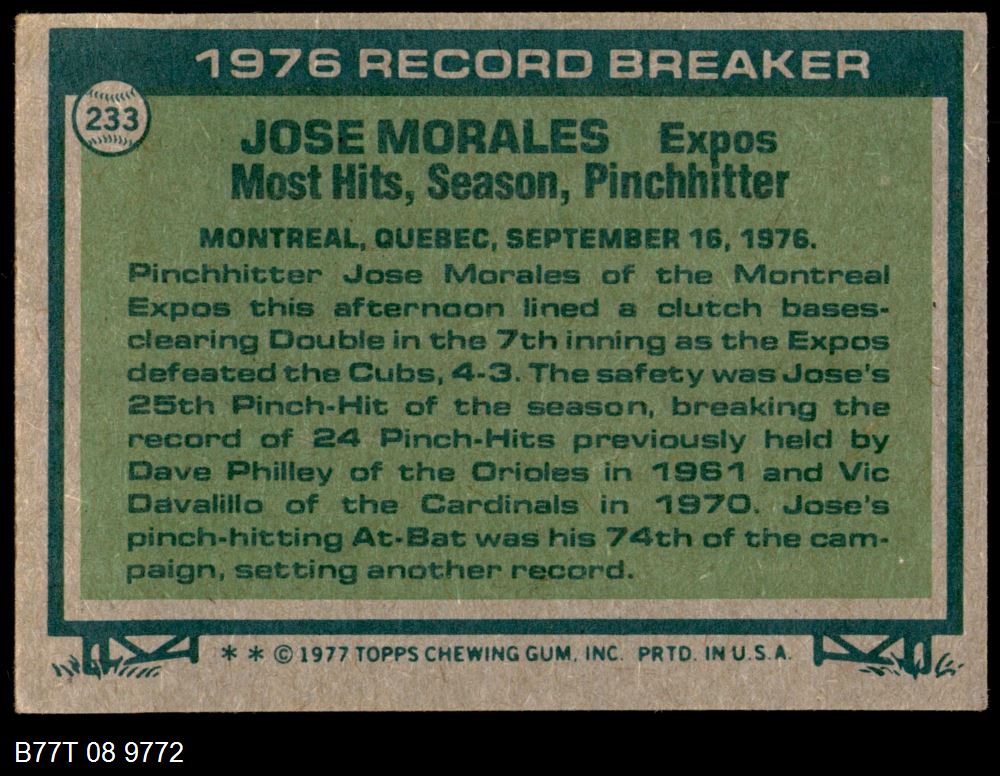 1976 RECORD BREAKER
233
JOSE MORALES Expos
Most Hits, Season, Pinchhitter
MONTREAL, QUEBEC, SEPTEMBER 16, 1976.
Pinchhitter Jose Morales of the Montreal
Expos this afternoon lined a clutch bases-
clearing Double in the 7th inning as the Expos
defeated the Cubs, 4-3. The safety was Jose's
25th Pinch-Hit of the season, breaking the
record of 24 Pinch-Hits previously held by
Dave Philley of the Orioles in 1961 and Vic
Davalillo of the Cardinals in 1970. Jose's
pinch-hitting At-Bat was his 74th of the cam-
paign, setting another record.
* * © 1977 TOPPS CHEWING GUM, INC. PRTD. IN U.S.A.
B77T 08 9772